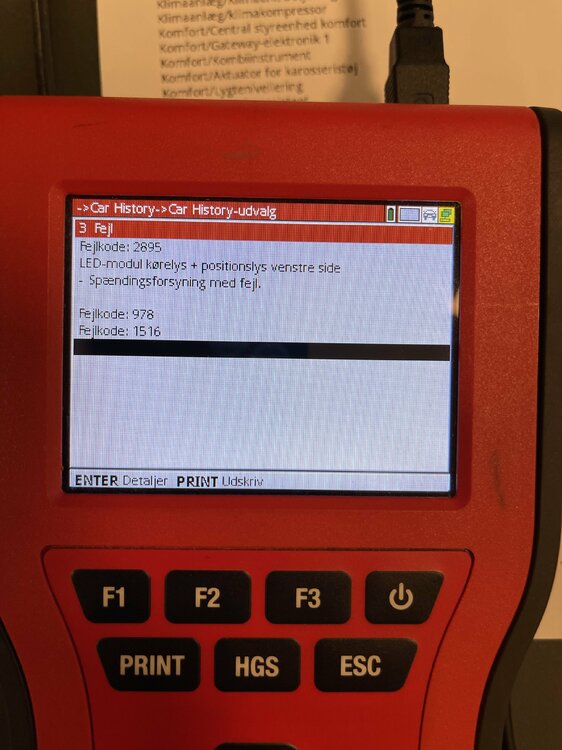 Klimaanlæg/klimakompressor
Komfort/Central styreenhed komfort
Komfort/Gateway-elektronik 1
Komfort/Kombiinstrument
Komfort/Aktuator for karosseristøj
Komfort/Lygtenivellering
->Car History->Car History-udvalg
3 Fejl
Fejlkode: 2895
LED-modul kørelys + positionslys venstre side
- Spændingsforsyning med fejl.
Fejlkode: 978
Fejlkode: 1516
ENTER Detaljer PRINT Udskriv
F1 F2 F3
PRINT HGS ESC